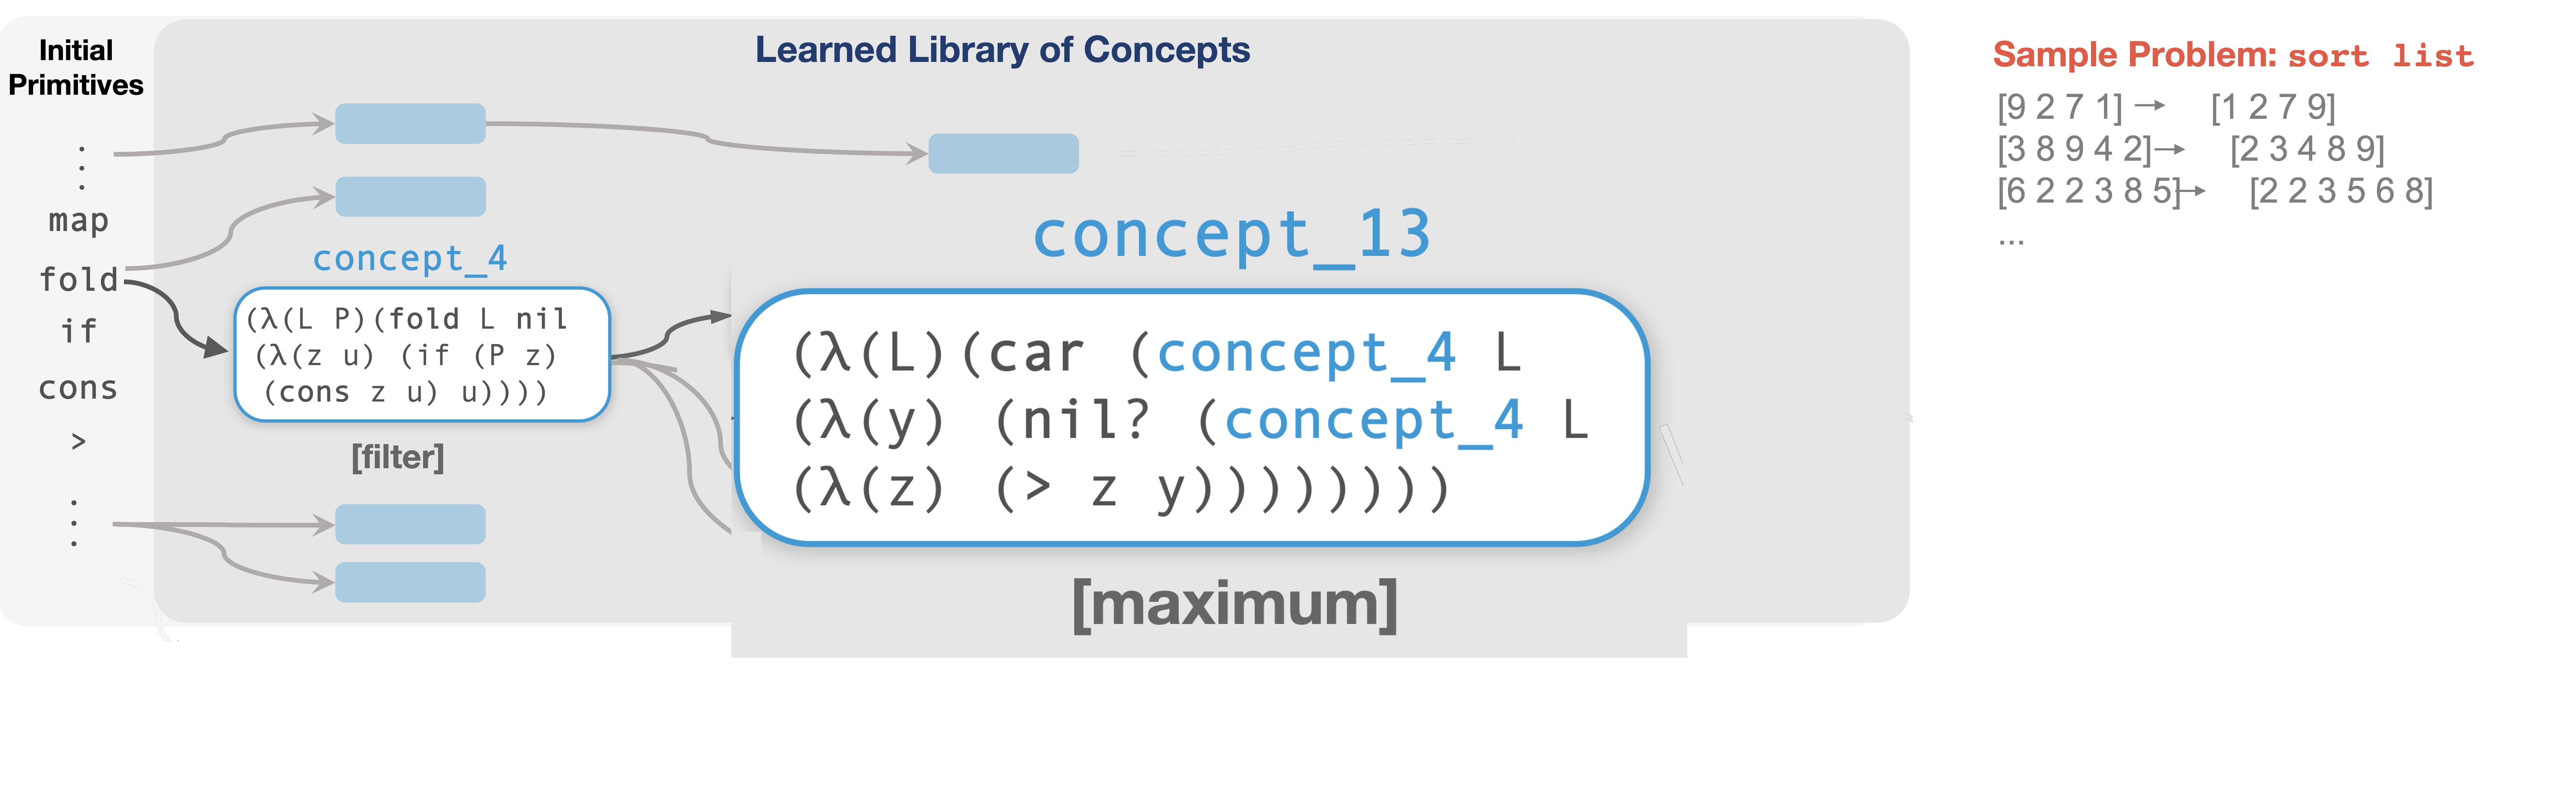 Initial
Primitives
⋮
map
fold
if
cons
>
⋮
Learned Library of Concepts
concept_4
(λ(L P)(fold L nil
(λ(z u) (if (P z)
(cons z u) u))))
[filter]
concept_13
(λ(L)(car (concept_4 L
(λ(y) (nil? (concept_4 L
(λ(z) (> z y))))))))
[maximum]
Sample Problem: sort list
[9 2 7 1] → [1 2 7 9]
[3 8 9 4 2]→ [2 3 4 8 9]
[6 2 2 3 8 5]→ [2 2 3 5 6 8]
...